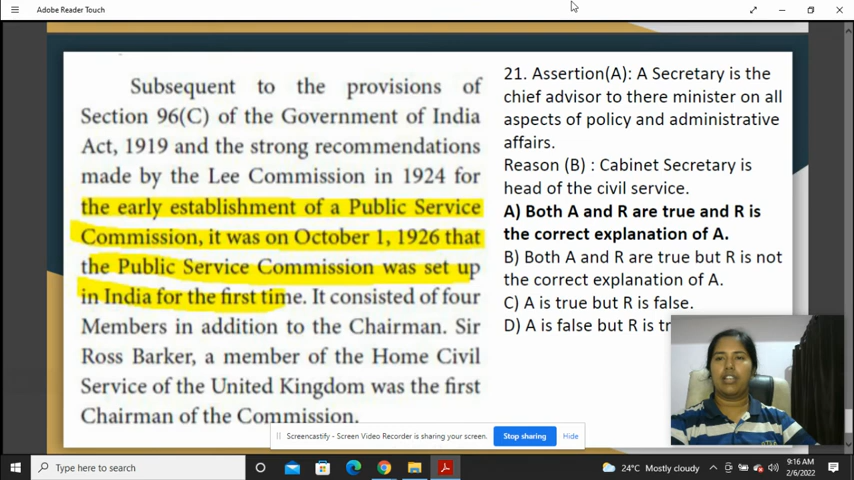 Adobe Reader Touch
Subsequent to the provisions of
Section 96(C) of the Government of India
Act, 1919 and the strong recommendations
made by the Lee Commission in 1924 for
the early establishment of a Public Service
Commission, it was on October 1, 1926 that
the Public Service Commission was set up
in India for the first time. It consisted of four
Members in addition to the Chairman. Sir
Ross Barker, a member of the Home Civil
Service of the United Kingdom was the first
Chairman of the Commission.
21. Assertion(A): A Secretary is the
chief advisor to there minister on all
aspects of policy and administrative
affairs.
Reason (B) : Cabinet Secretary is
head of the civil service.
A) Both A and R are true and R is
the correct explanation of A.
B) Both A and R are true but R is not
the correct explanation of A.
C) A is true but R is false.
D) A is false but R is
Screencastify - Screen Video Recorder is sharing your screen.
Stop sharing
Hide
Type here to search
24°C Mostly cloudy
9:16 AM
2/6/2022